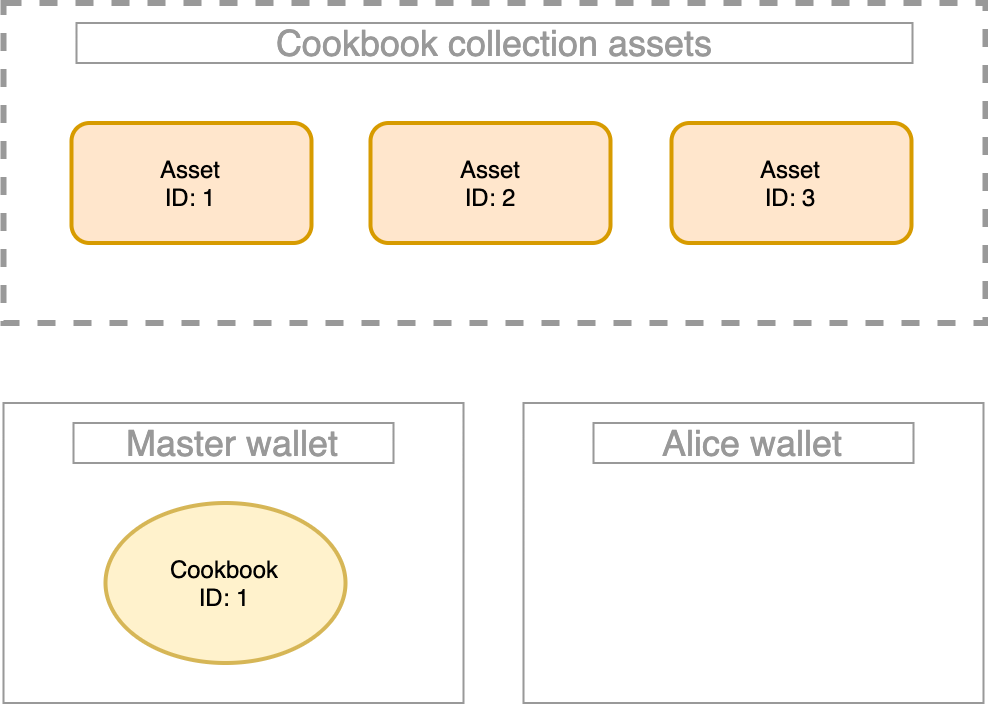 Cookbook collection assets
Asset
ID: 1
Asset
ID: 2
Asset
ID: 3
Master wallet
Alice wallet
Cookbook
ID: 1